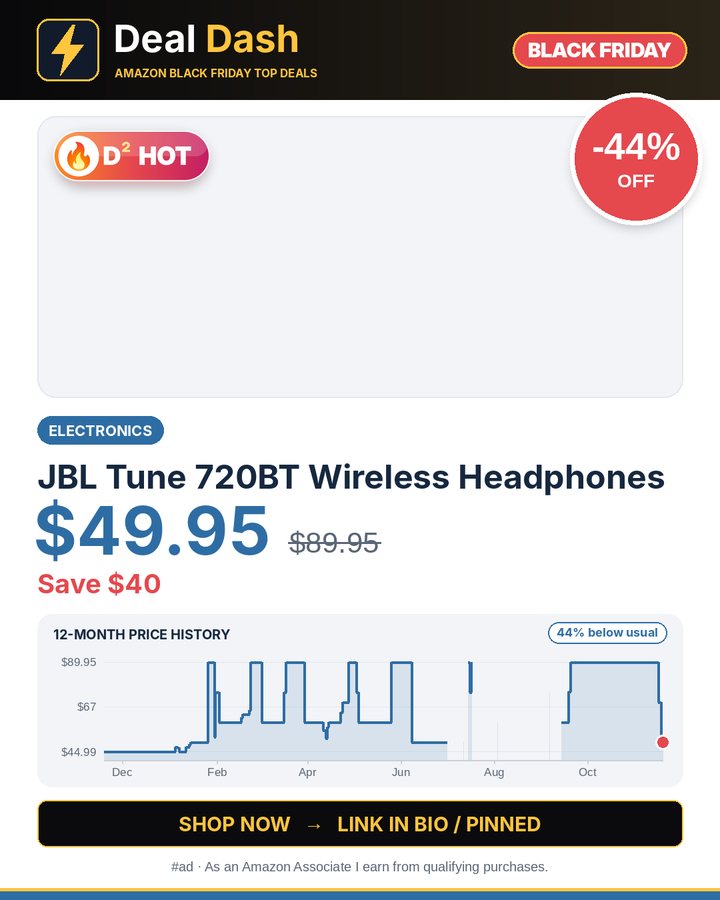 Deal Dash
AMAZON BLACK FRIDAY TOP DEALS
BLACK FRIDAY
D² HOT
-44%
OFF
ELECTRONICS
JBL Tune 720BT Wireless Headphones
$49.95 $89.95
Save $40
12-MONTH PRICE HISTORY
44% below usual
$89.95
$67
$44.99
Dec Feb Apr Jun Aug Oct
SHOP NOW → LINK IN BIO / PINNED
#ad · As an Amazon Associate I earn from qualifying purchases.